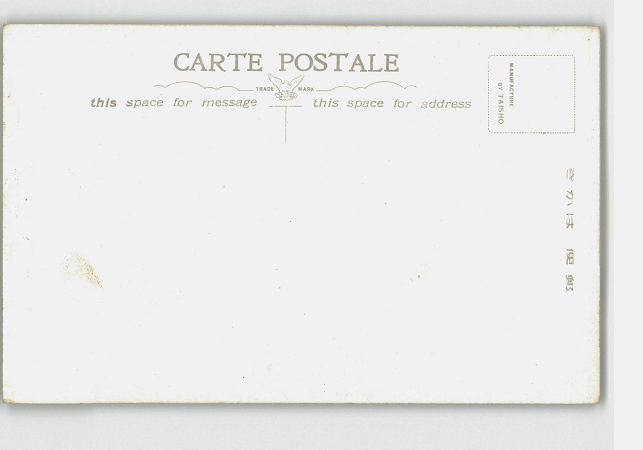 CARTE POSTALE
TRADE MARK
this space for message
this space for address
MANUFACTURE
BY TAISHO
きかは便郵